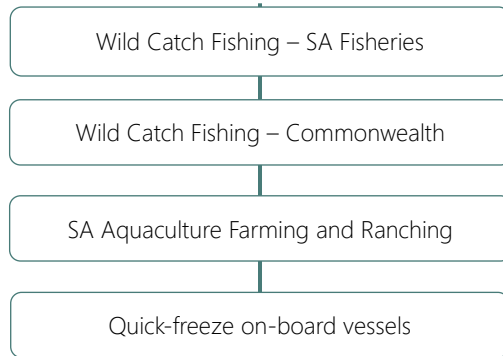 Wild Catch Fishing – SA Fisheries
Wild Catch Fishing – Commonwealth
SA Aquaculture Farming and Ranching
Quick-freeze on-board vessels